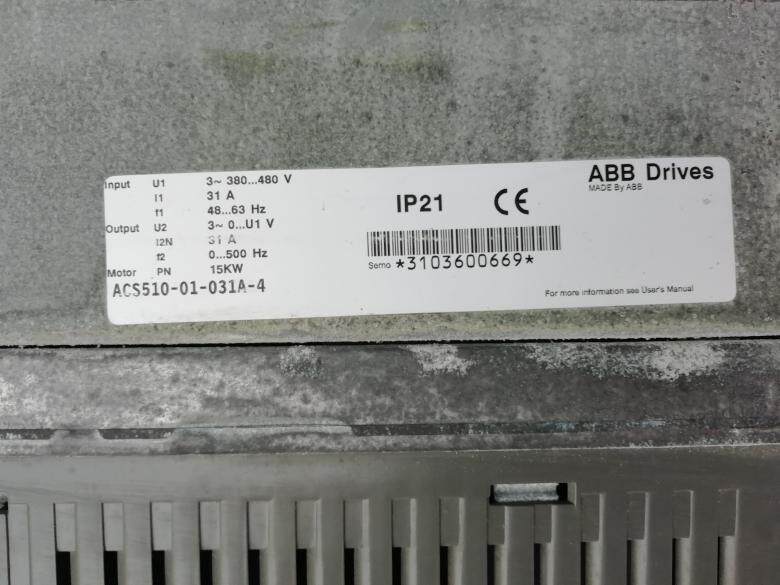 Input U1 3~ 380...480 V
I1 31 A
f1 48...63 Hz
Output U2 3~ 0...U1 V
I2N 31 A
f2 0...500 Hz
Motor PN 15KW
ACS510-01-031A-4
IP21 CE
Serno *3103600669*
ABB Drives
MADE By ABB
For more information see User's Manual